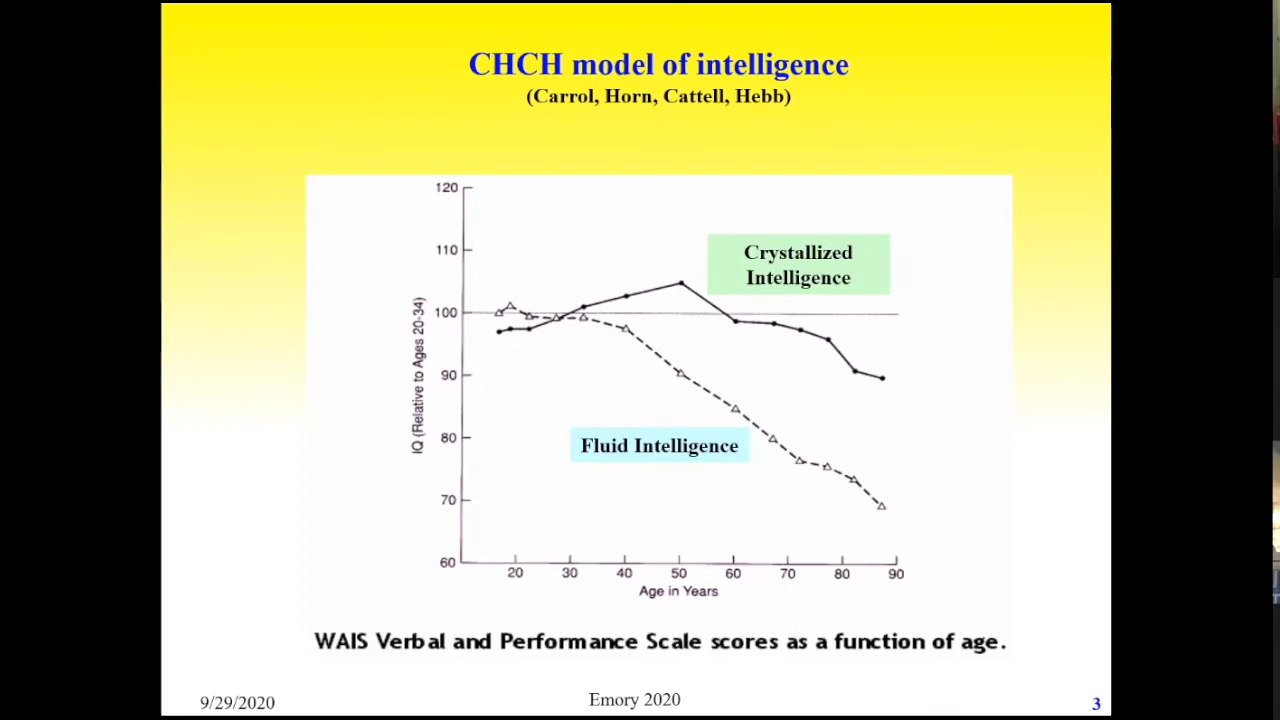 CHCH model of intelligence
(Carrol, Horn, Cattell, Hebb)
120
110
100
90
80
70
60
IQ (Relative to Ages 20-34)
Crystallized
Intelligence
Fluid Intelligence
20 30 40 50 60 70 80 90
Age in Years
WAIS Verbal and Performance Scale scores as a function of age.
9/29/2020
Emory 2020
3